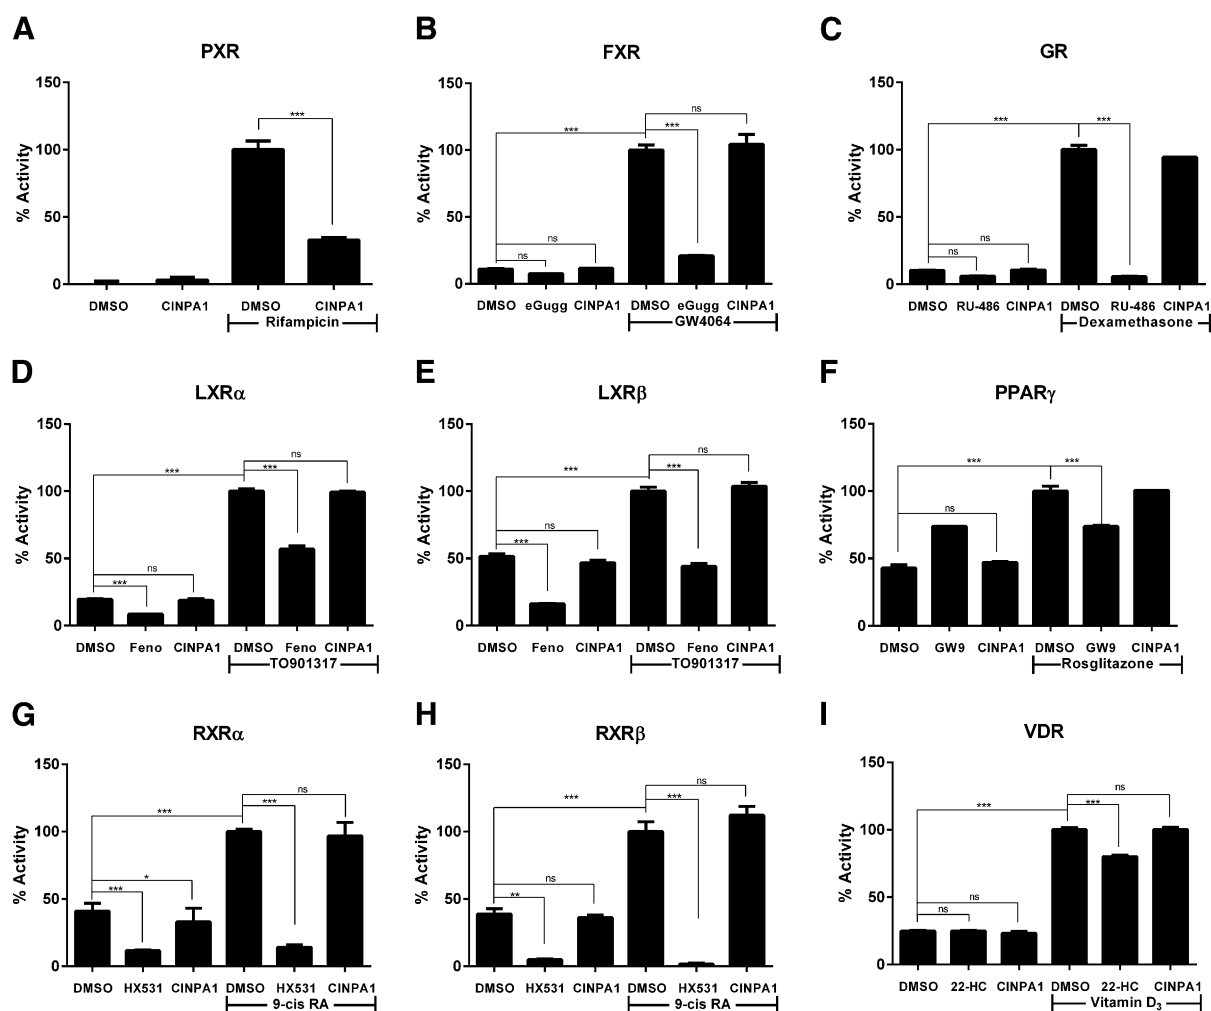 A
PXR
% Activity
150
100
50
0
***
DMSO CINPA1 DMSO CINPA1
Rifampicin
B
FXR
% Activity
150
100
50
0
ns
***
***
ns
ns
DMSO eGugg CINPA1 DMSO eGugg CINPA1
GW4064
C
GR
% Activity
150
100
50
0
*** ***
ns
ns
DMSO RU-486 CINPA1 DMSO RU-486 CINPA1
Dexamethasone
D
LXRα
% Activity
150
100
50
0
ns
***
***
ns
***
DMSO Feno CINPA1 DMSO Feno CINPA1
TO901317
E
LXRβ
% Activity
150
100
50
0
ns
***
***
ns
***
DMSO Feno CINPA1 DMSO Feno CINPA1
TO901317
F
PPARγ
% Activity
150
100
50
0
*** ***
ns
DMSO GW9 CINPA1 DMSO GW9 CINPA1
Rosglitazone
G
RXRα
% Activity
150
100
50
0
ns
***
***
*
***
DMSO HX531 CINPA1 DMSO HX531 CINPA1
9-cis RA
H
RXRβ
% Activity
150
100
50
0
ns
*** ***
ns
**
DMSO HX531 CINPA1 DMSO HX531 CINPA1
9-cis RA
I
VDR
% Activity
150
100
50
0
ns
*** ***
ns
ns
DMSO 22-HC CINPA1 DMSO 22-HC CINPA1
Vitamin D₃